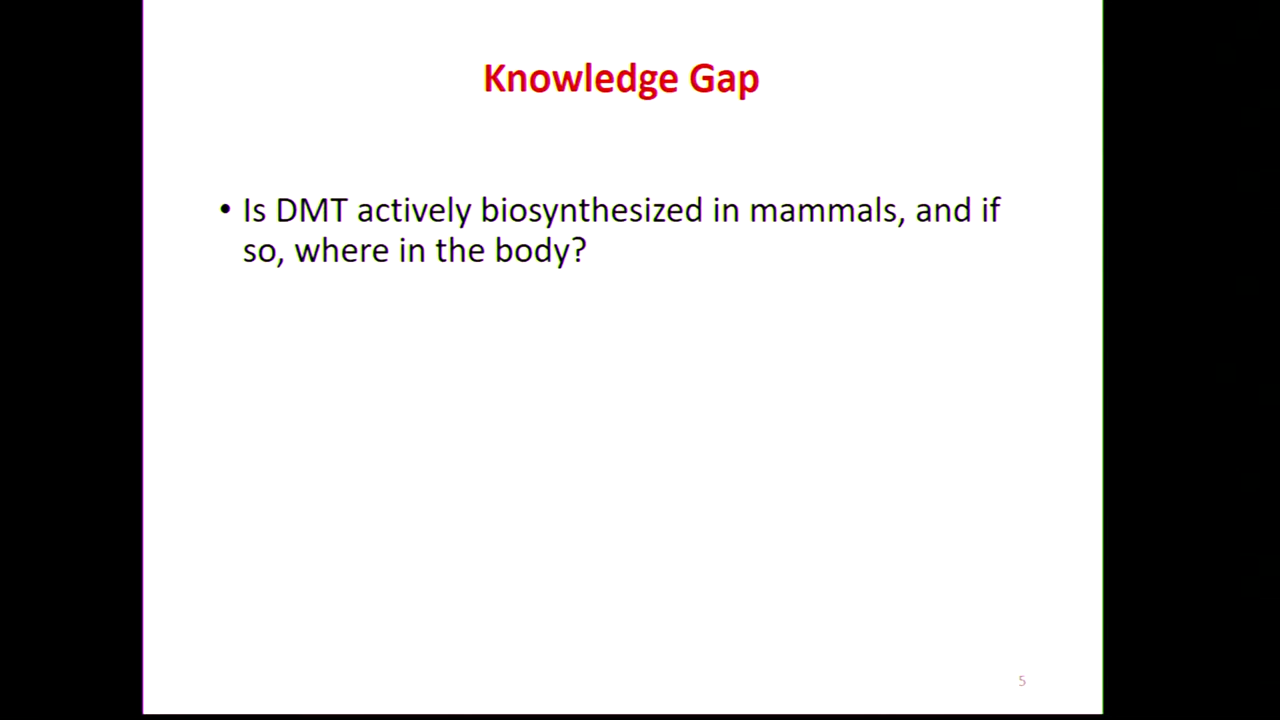 Knowledge Gap
• Is DMT actively biosynthesized in mammals, and if
so, where in the body?
5